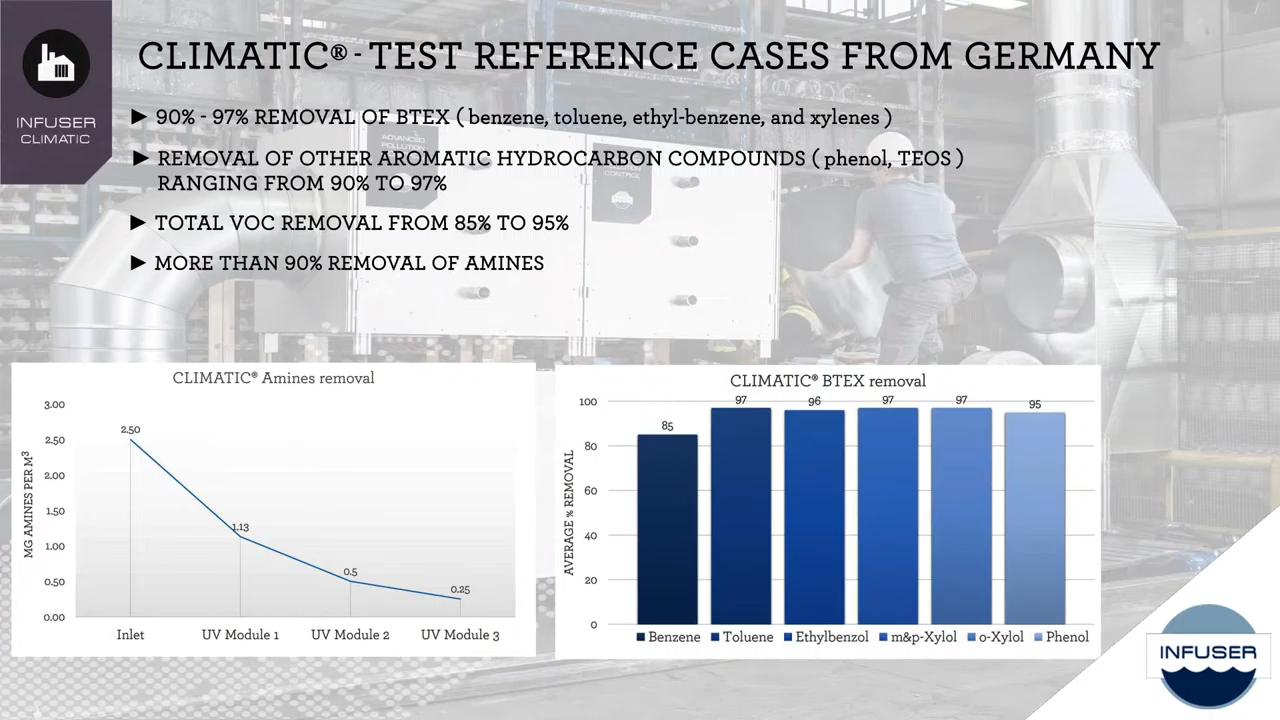 INFUSER
CLIMATIC
CLIMATIC® - TEST REFERENCE CASES FROM GERMANY
► 90% - 97% REMOVAL OF BTEX ( benzene, toluene, ethyl-benzene, and xylenes )
► REMOVAL OF OTHER AROMATIC HYDROCARBON COMPOUNDS ( phenol, TEOS )
RANGING FROM 90% TO 97%
► TOTAL VOC REMOVAL FROM 85% TO 95%
► MORE THAN 90% REMOVAL OF AMINES
ADVANCED
CLIMATIC® Amines removal
MG AMINES PER M³
3.00
2.50
2.00
1.50
1.00
0.50
0.00
2.50
1.13
0.5
0.25
Inlet UV Module 1 UV Module 2 UV Module 3
CLIMATIC® BTEX removal
AVERAGE % REMOVAL
100
80
60
40
20
0
85 97 96 97 97 95
Benzene Toluene Ethylbenzol m&p-Xylol o-Xylol Phenol
INFUSER